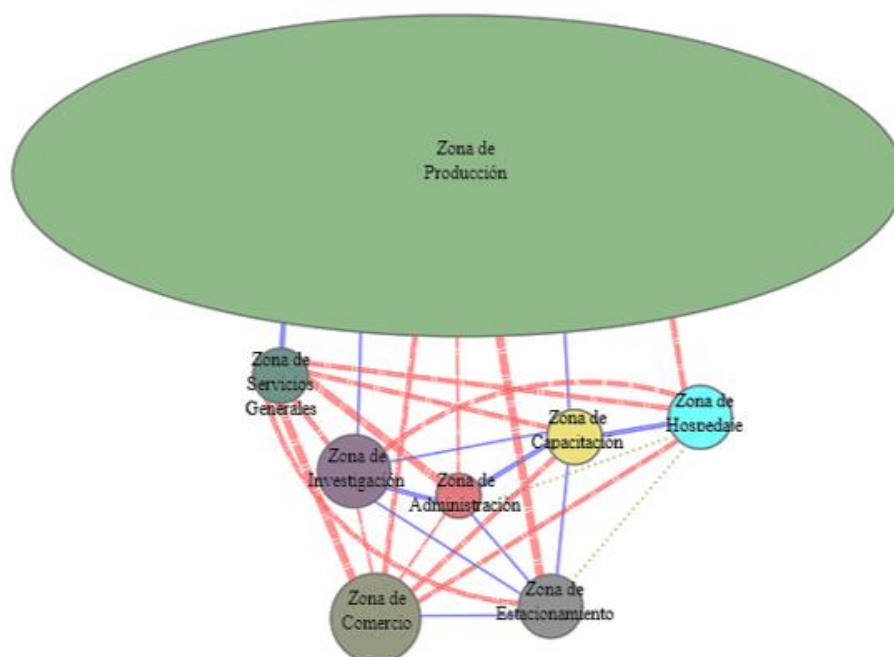 Zona de
Producción
Zona de
Servicios
Generales
Zona de
Hospedaje
Zona de
Capacitación
Zona de
Investigación
Zona de
Administración
Zona de
Comercio
Zona de
Estacionamiento